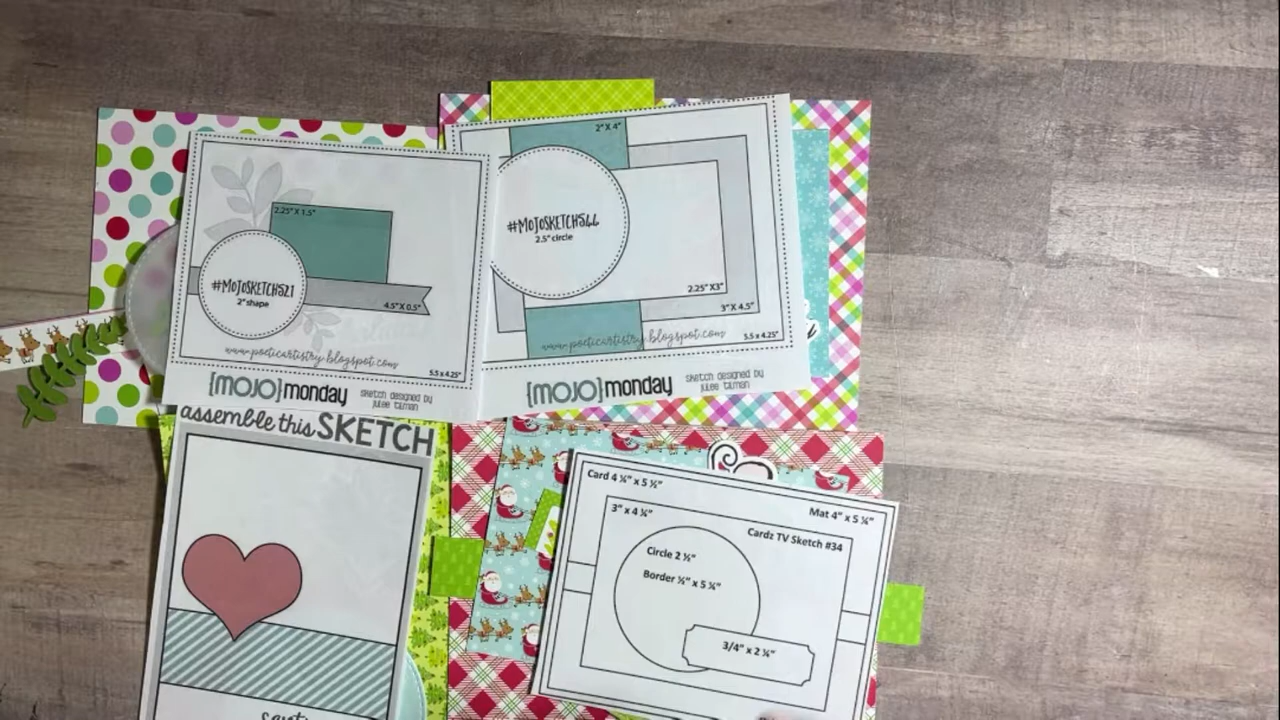 2.25" X 1.5"
#MOJOSKETCH521
2" shape
4.5" X 0.5"
www.poeticartistry.blogspot.com
5.5 x 4.25"
{MOJO}monday
sketch designed by
julee tilman
2" X 4"
#MOJOSKETCH544
2.5" circle
2.25" X 3"
3" X 4.5"
www.poeticartistry.blogspot.com
5.5 x 4.25"
{MOJO}monday
sketch designed by
julee tilman
assemble this SKETCH
Card 4 ¼" x 5 ½"
Mat 4" x 5 ¼"
3" x 4 ¼"
Cardz TV Sketch #34
Circle 2 ½"
Border ½" x 5 ¼"
3/4" x 2 ¼"